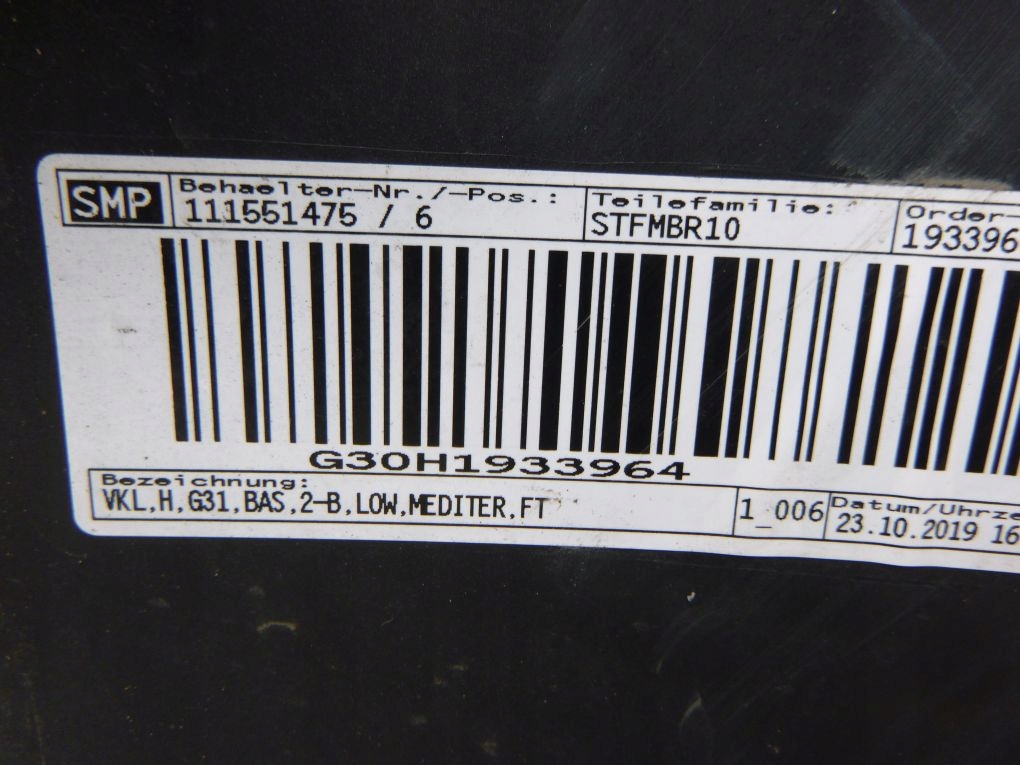 SMP
Behaelter-Nr./-Pos.:
111551475 / 6
Teilefamilie:
STFMBR10
Order-
193396
G30H1933964
Bezeichnung:
VKL,H,G31,BAS,2-B,LOW,MEDITER,FT
1_006
Datum/Uhrze
23.10.2019 16